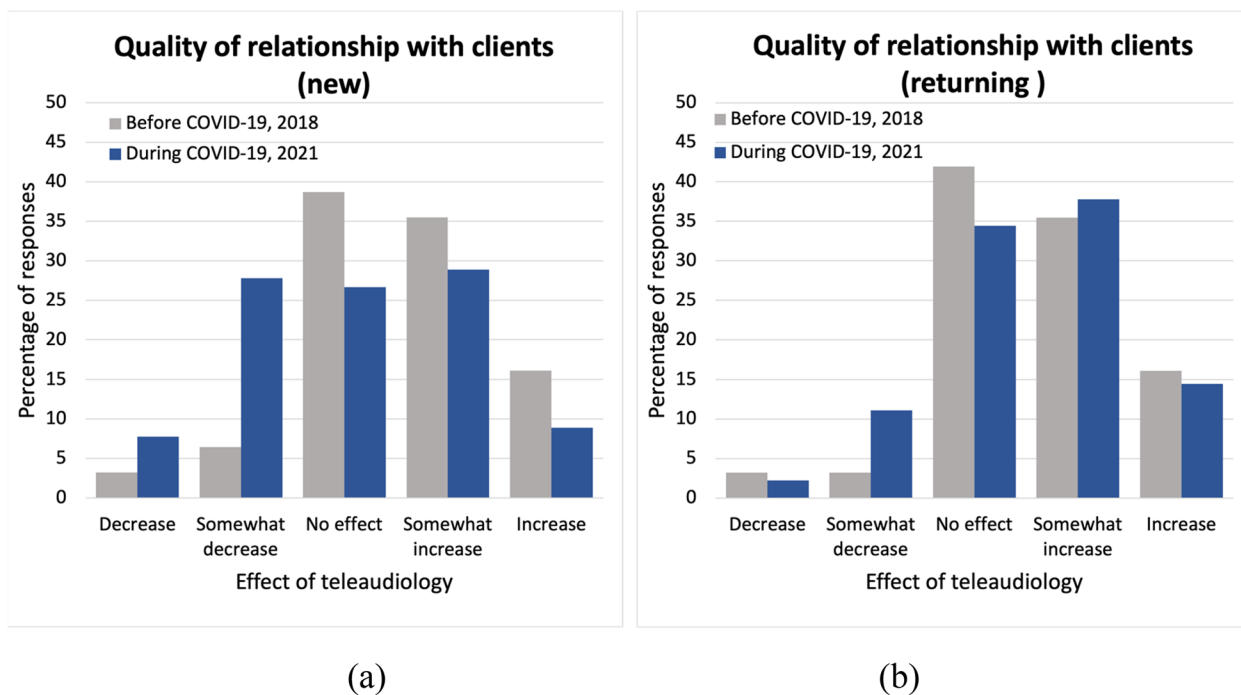 Quality of relationship with clients
(new)
50
45
40
35
30
25
20
15
10
5
0
Percentage of responses
Before COVID-19, 2018
During COVID-19, 2021
Decrease
Somewhat
decrease
No effect
Somewhat
increase
Increase
Effect of teleaudiology
(a)
Quality of relationship with clients
(returning )
50
45
40
35
30
25
20
15
10
5
0
Percentage of responses
Before COVID-19, 2018
During COVID-19, 2021
Decrease
Somewhat
decrease
No effect
Somewhat
increase
Increase
Effect of teleaudiology
(b)